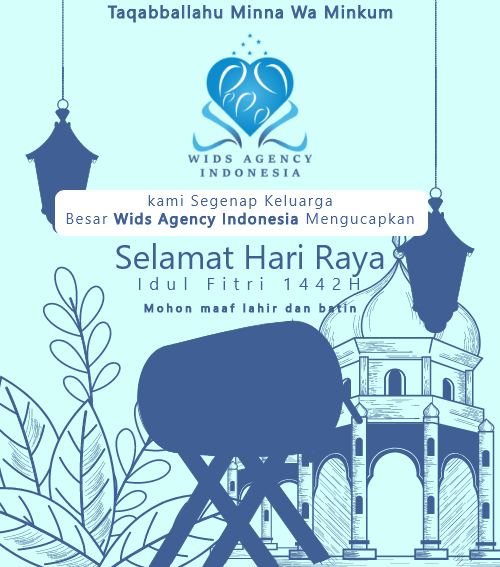 Taqabballahu Minna Wa Minkum
WIDS AGENCY
INDONESIA
kami Segenap Keluarga
Besar Wids Agency Indonesia Mengucapkan
Selamat Hari Raya
Idul Fitri 1442H
Mohon maaf lahir dan batin